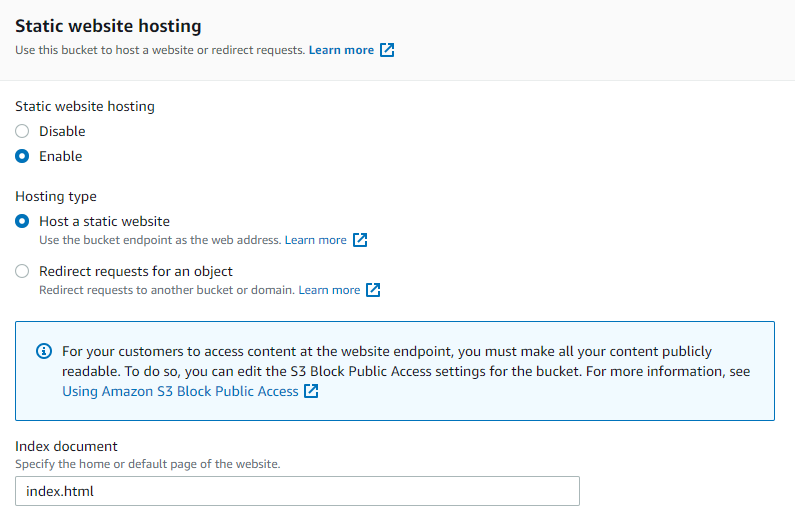 Static website hosting
Use this bucket to host a website or redirect requests. Learn more
Static website hosting
Disable
Enable
Hosting type
Host a static website
Use the bucket endpoint as the web address. Learn more
Redirect requests for an object
Redirect requests to another bucket or domain. Learn more
For your customers to access content at the website endpoint, you must make all your content publicly
readable. To do so, you can edit the S3 Block Public Access settings for the bucket. For more information, see
Using Amazon S3 Block Public Access
Index document
Specify the home or default page of the website.
index.html